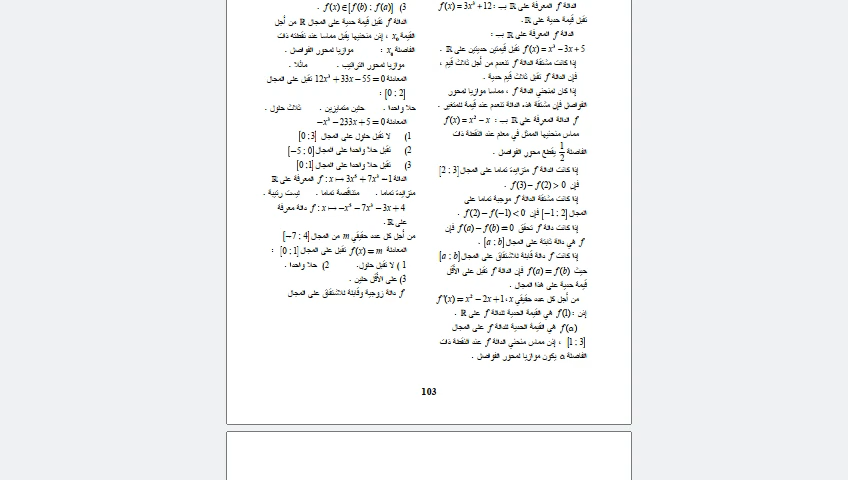 الدالة f المعرفة على ℝ بـ: f(x) = 3x³ + 12
تقبل قيمة حدية على ℝ.
الدالة f المعرفة على ℝ بـ:
f(x) = x³ − 3x + 5 تقبل قيمتين حديتين على ℝ .
إذا كانت مشتقة الدالة f تنعدم من أجل ثلاث قيم ،
فإن الدالة f تقبل ثلاث قيم حدية .
إذا كان لمنحني الدالة f ، مماسا موازيا لمحور
الفواصل فإن مشتقة هذه الدالة تنعدم عند قيمة للمتغير .
f الدالة المعرفة على ℝ بـ : f(x) = x² − x
مماس منحنيها الممثل في معلم عند النقطة ذات
الفاصلة 1/2 يقطع محور الفواصل .
إذا كانت الدالة f متزايدة تماما على المجال [2 ; 3]
فإن f(3) − f(2) > 0 .
إذا كانت مشتقة الدالة f موجبة تماما على
المجال [−1 ; 2] فإن f(2) − f(−1) < 0 .
إذا كانت دالة f تحقق f(a) − f(b) = 0 فإن
f هي دالة ثابتة على المجال [a ; b] .
إذا كانت f دالة قابلة للاشتقاق على المجال [a ; b]
حيث f(a) = f(b) فإن الدالة f تقبل على الأقل
قيمة حدية على هذا المجال .
من أجل كل عدد حقيقي x ، f'(x) = x² − 2x + 1
إذن : f(1) هي القيمة الحدية للدالة f على ℝ .
f(α) هي القيمة الحدية للدالة f على المجال
[1 ; 3] ، إذن مماس منحني الدالة f عند النقطة ذات
الفاصلة α يكون موازيا لمحور الفواصل .
3) f(x) ∈ [f(b) ; f(a)] .
الدالة f تقبل قيمة حدية على المجال ℝ من أجل
القيمة x₀ ، إذن منحنيها يقبل مماسا عند نقطته ذات
الفاصلة x₀ : موازيا لمحور الفواصل .
موازيا لمحور التراتيب . مائلا .
المعادلة 12x³ + 33x − 55 = 0 تقبل على المجال
[0 ; 2] :
حلا واحدا . حلين متمايزين . ثلاث حلول .
المعادلة −x³ − 233x + 5 = 0
1) لا تقبل حلول على المجال [0 ; 3]
2) تقبل حلا واحدا على المجال [−5 ; 0]
3) تقبل حلا واحدا على المجال [0 ; 1]
الدالة f : x ↦ 3x⁵ + 7x³ − 1 المعرفة على ℝ
متزايدة تماما . متناقصة تماما . ليست رتيبة .
f : x ↦ −x⁵ − 7x³ − 3x + 4 دالة معرفة
على ℝ .
من أجل كل عدد حقيقي m من المجال [−7 ; 4]
المعادلة f(x) = m تقبل على المجال [0 ; 1] :
1 ) لا تقبل حلول. 2) حلا واحدا .
3) على الأقل حلين .
f دالة زوجية وقابلة للاشتقاق على المجال
103